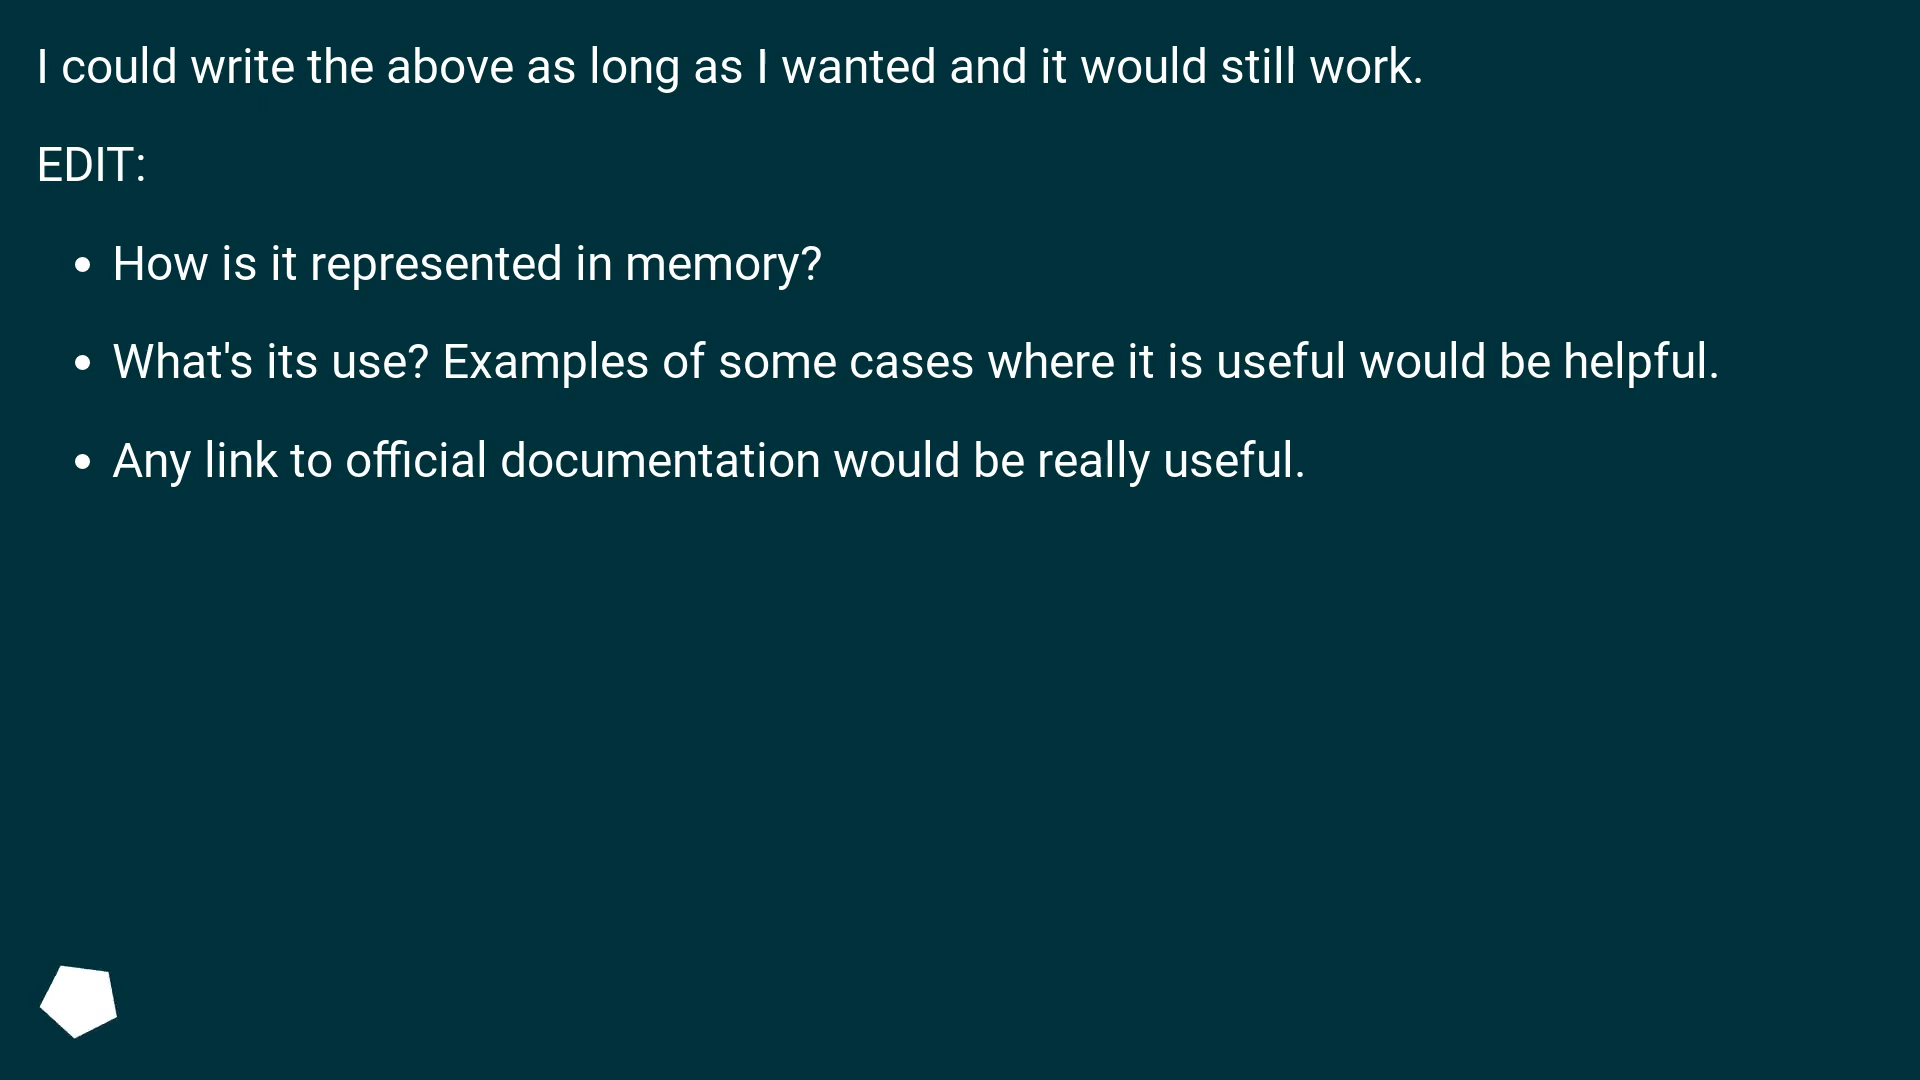 I could write the above as long as I wanted and it would still work.
EDIT:
• How is it represented in memory?
• What's its use? Examples of some cases where it is useful would be helpful.
• Any link to official documentation would be really useful.